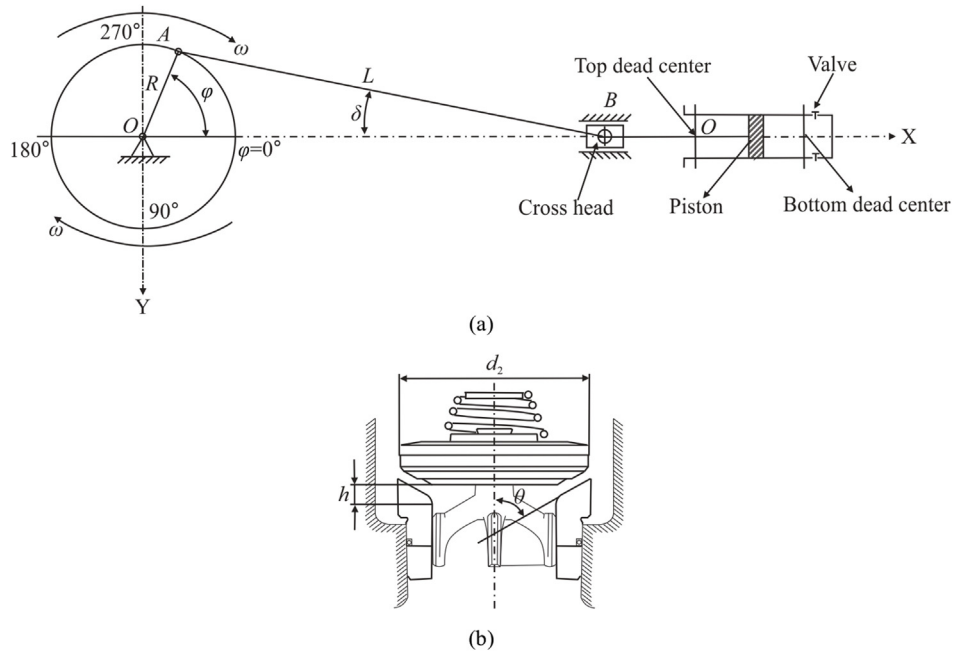 270°
A
ω
R
φ
L
δ
B
Top dead center
Valve
O
O
X
180°
φ=0°
Cross head
Piston
Bottom dead center
90°
ω
Y
(a)
d₂
h
θ
(b)